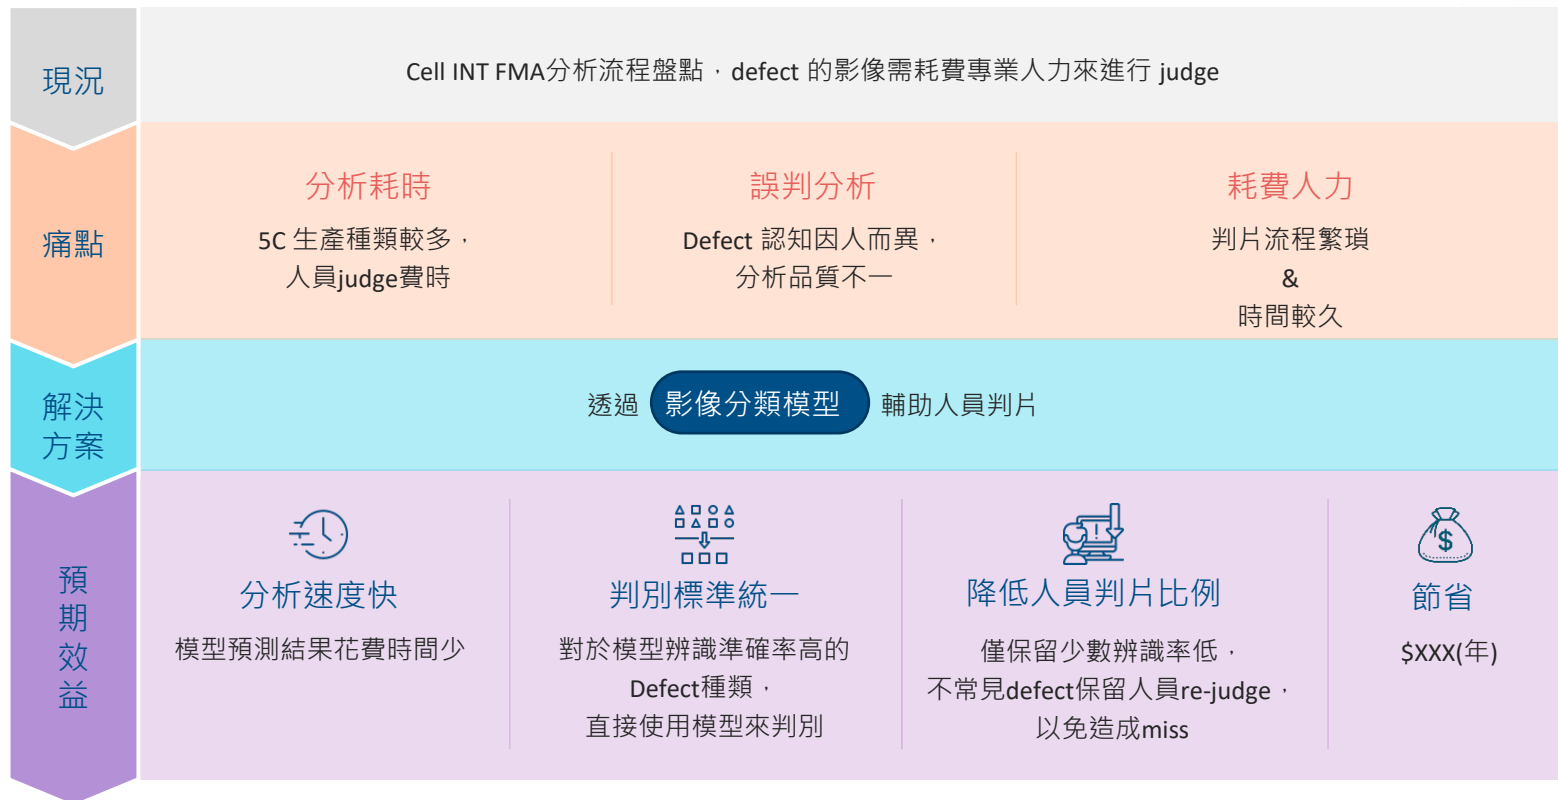 現況
Cell INT FMA分析流程盤點，defect 的影像需耗費專業人力來進行 judge
痛點
分析耗時
5C 生產種類較多，
人員judge費時
誤判分析
Defect 認知因人而異，
分析品質不一
耗費人力
判片流程繁瑣
&
時間較久
解決
方案
透過 影像分類模型 輔助人員判片
預
期
效
益
分析速度快
模型預測結果花費時間少
判別標準統一
對於模型辨識準確率高的
Defect種類，
直接使用模型來判別
降低人員判片比例
僅保留少數辨識率低，
不常見defect保留人員re-judge，
以免造成miss
$
節省
$XXX(年)